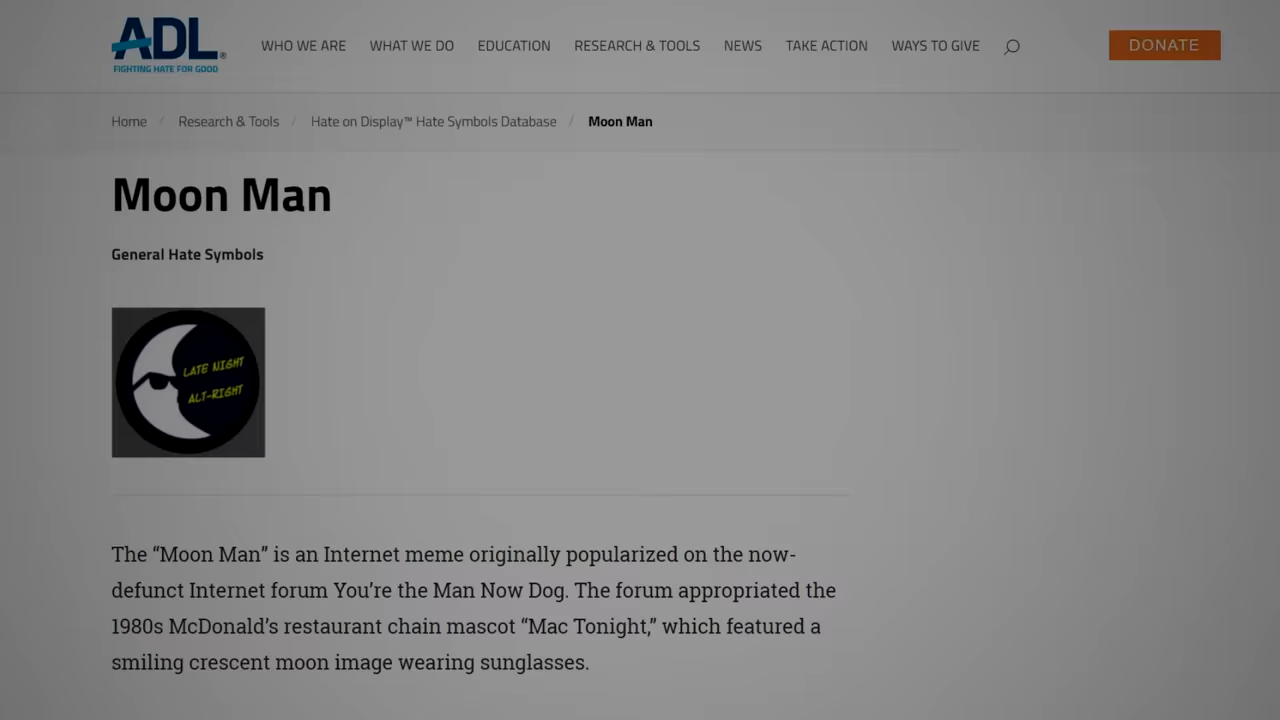 ADL®
FIGHTING HATE FOR GOOD
WHO WE ARE WHAT WE DO EDUCATION RESEARCH & TOOLS NEWS TAKE ACTION WAYS TO GIVE DONATE
Home / Research & Tools / Hate on Display™ Hate Symbols Database / Moon Man
Moon Man
General Hate Symbols
LATE NIGHT
ALT-RIGHT
The “Moon Man” is an Internet meme originally popularized on the now-
defunct Internet forum You’re the Man Now Dog. The forum appropriated the
1980s McDonald’s restaurant chain mascot “Mac Tonight,” which featured a
smiling crescent moon image wearing sunglasses.